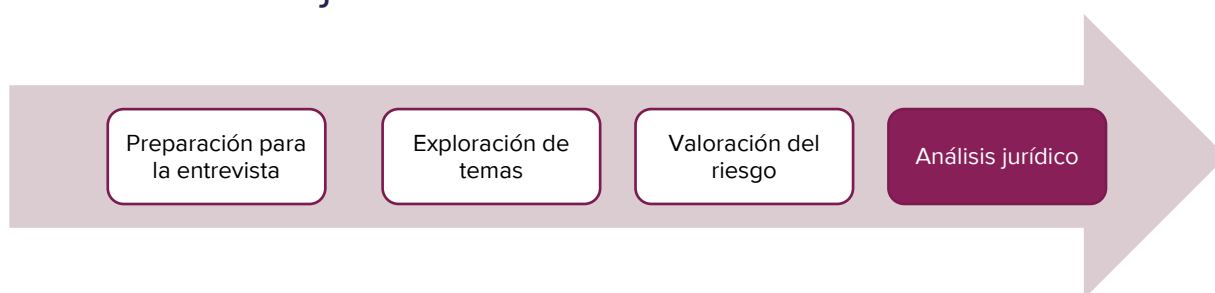 Preparación para
la entrevista
Exploración de
temas
Valoración del
riesgo
Análisis jurídico